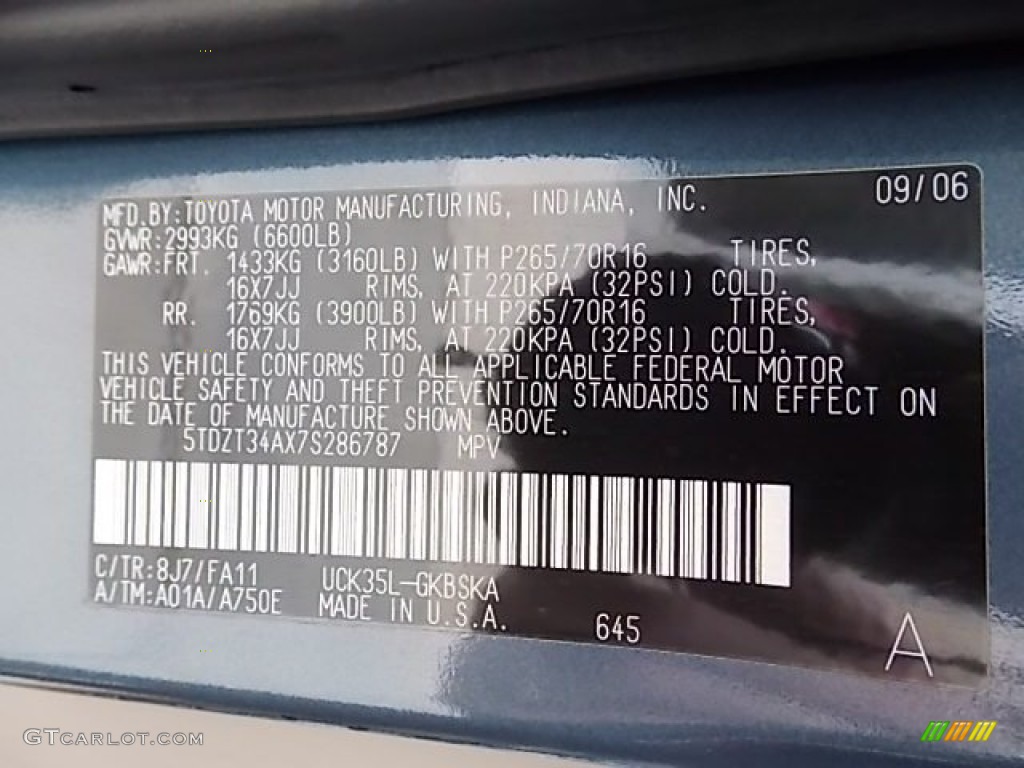 MFD.BY:TOYOTA MOTOR MANUFACTURING, INDIANA, INC. 09/06
GVWR:2993KG (6600LB)
GAWR:FRT. 1433KG (3160LB) WITH P265/70R16 TIRES,
16X7JJ RIMS, AT 220KPA (32PSI) COLD.
RR. 1769KG (3900LB) WITH P265/70R16 TIRES,
16X7JJ RIMS, AT 220KPA (32PSI) COLD.
THIS VEHICLE CONFORMS TO ALL APPLICABLE FEDERAL MOTOR
VEHICLE SAFETY AND THEFT PREVENTION STANDARDS IN EFFECT ON
THE DATE OF MANUFACTURE SHOWN ABOVE.
5TDZT34AX7S286787 MPV
C/TR:8J7/FA11 UCK35L-GKBSKA
A/TM:A01A/A750E MADE IN U.S.A. 645 A
GTcarlot.com